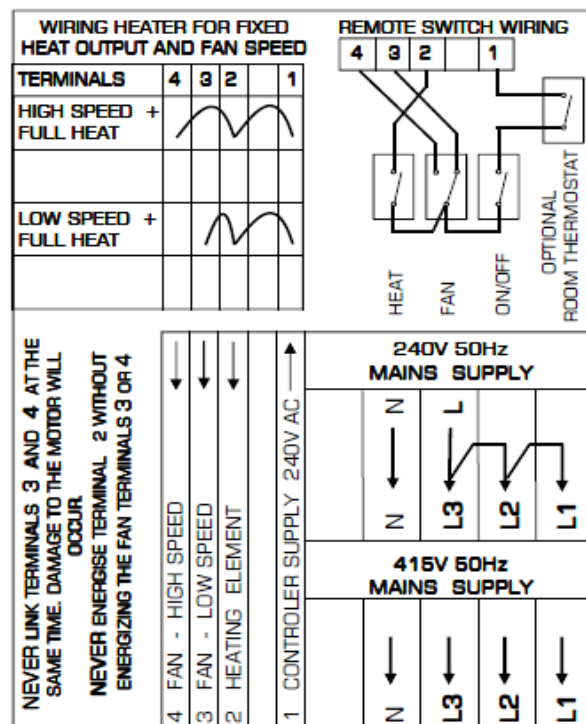 WIRING HEATER FOR FIXED
HEAT OUTPUT AND FAN SPEED
TERMINALS 4 3 2 1
HIGH SPEED +
FULL HEAT
LOW SPEED +
FULL HEAT
REMOTE SWITCH WIRING
4 3 2 1
HEAT
FAN
ON/OFF
OPTIONAL
ROOM THERMOSTAT
NEVER LINK TERMINALS 3 AND 4 AT THE
SAME TIME. DAMAGE TO THE MOTOR WILL
OCCUR.
NEVER ENERGISE TERMINAL 2 WITHOUT
ENERGIZING THE FAN TERMINALS 3 OR 4
4 FAN - HIGH SPEED
3 FAN - LOW SPEED
2 HEATING ELEMENT
1 CONTROLER SUPPLY 240V AC
240V 50Hz
MAINS SUPPLY
N L
N L3 L2 L1
415V 50Hz
MAINS SUPPLY
N L3 L2 L1